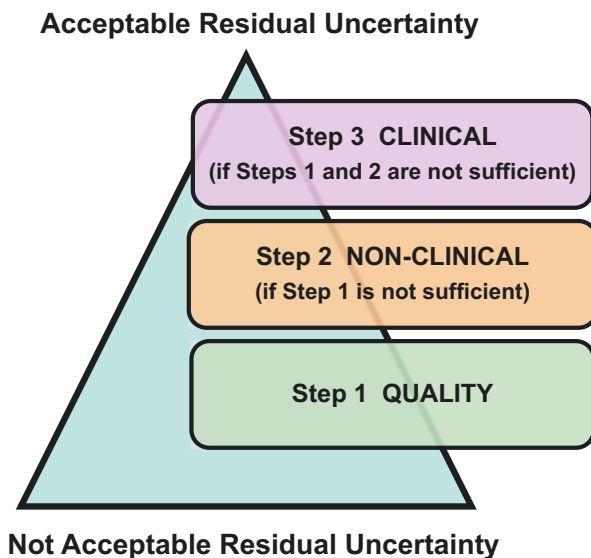 Acceptable Residual Uncertainty
Step 3 CLINICAL
(if Steps 1 and 2 are not sufficient)
Step 2 NON-CLINICAL
(if Step 1 is not sufficient)
Step 1 QUALITY
Not Acceptable Residual Uncertainty